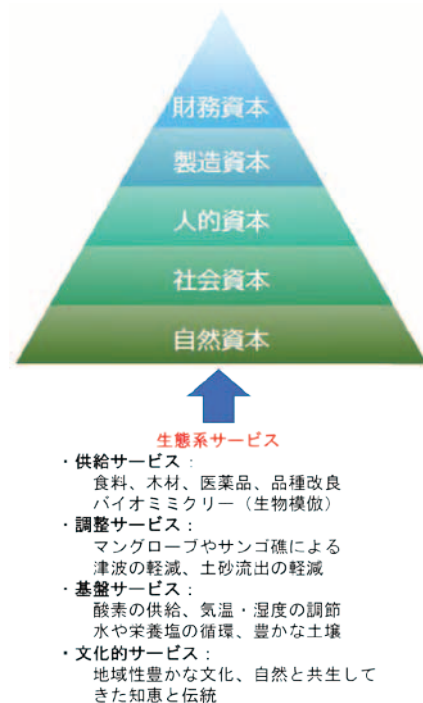 財務資本
製造資本
人的資本
社会資本
自然資本
生態系サービス
・供給サービス：
食料、木材、医薬品、品種改良
バイオミミクリー（生物模倣）
・調整サービス：
マングローブやサンゴ礁による
津波の軽減、土砂流出の軽減
・基盤サービス：
酸素の供給、気温・湿度の調節
水や栄養塩の循環、豊かな土壌
・文化的サービス：
地域性豊かな文化、自然と共生して
きた知恵と伝統